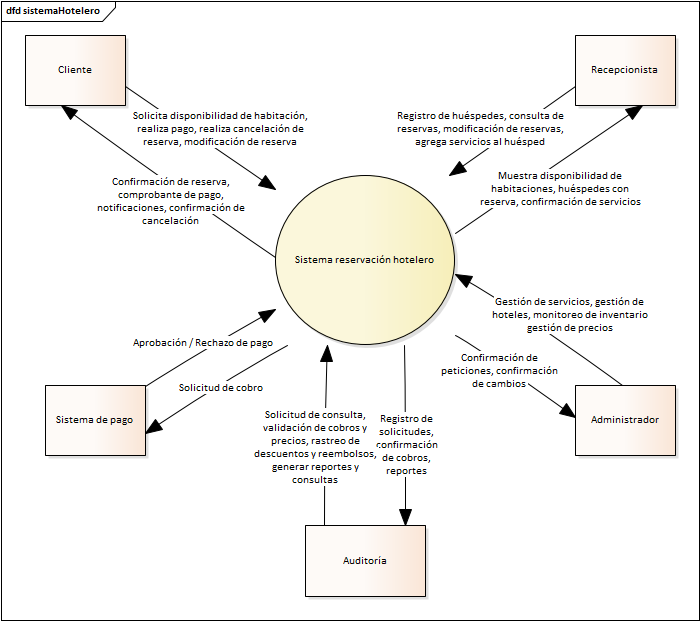 dfd sistemaHotelero
Cliente
Recepcionista
Solicita disponibilidad de habitación,
realiza pago, realiza cancelación de
reserva, modificación de reserva
Registro de huéspedes, consulta de
reservas, modificación de reservas,
agrega servicios al huésped
Confirmación de reserva,
comprobante de pago,
notificaciones, confirmación de
cancelación
Muestra disponibilidad de
habitaciones, huéspedes con
reserva, confirmación de servicios
Sistema reservación hotelero
Gestión de servicios, gestión de
hoteles, monitoreo de inventario
gestión de precios
Aprobación / Rechazo de pago
Solicitud de cobro
Confirmación de
peticiones, confirmación
de cambios
Sistema de pago
Administrador
Solicitud de consulta,
validación de cobros y
precios, rastreo de
descuentos y reembolsos,
generar reportes y
consultas
Registro de
solicitudes,
confirmación
de cobros,
reportes
Auditoría